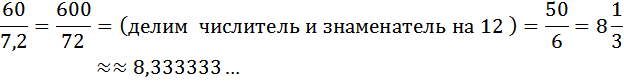 60/7,2 = 600/72 = (делим числитель и знаменатель на 12 ) = 50/6 = 8 1/3
≈≈ 8,333333 …